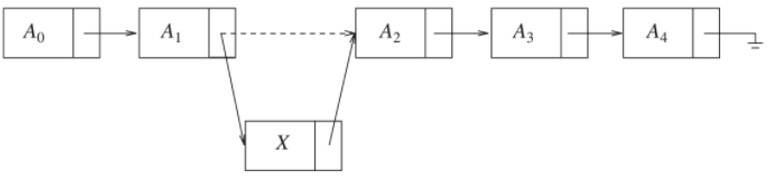 A₀ A₁ A₂ A₃ A₄
X